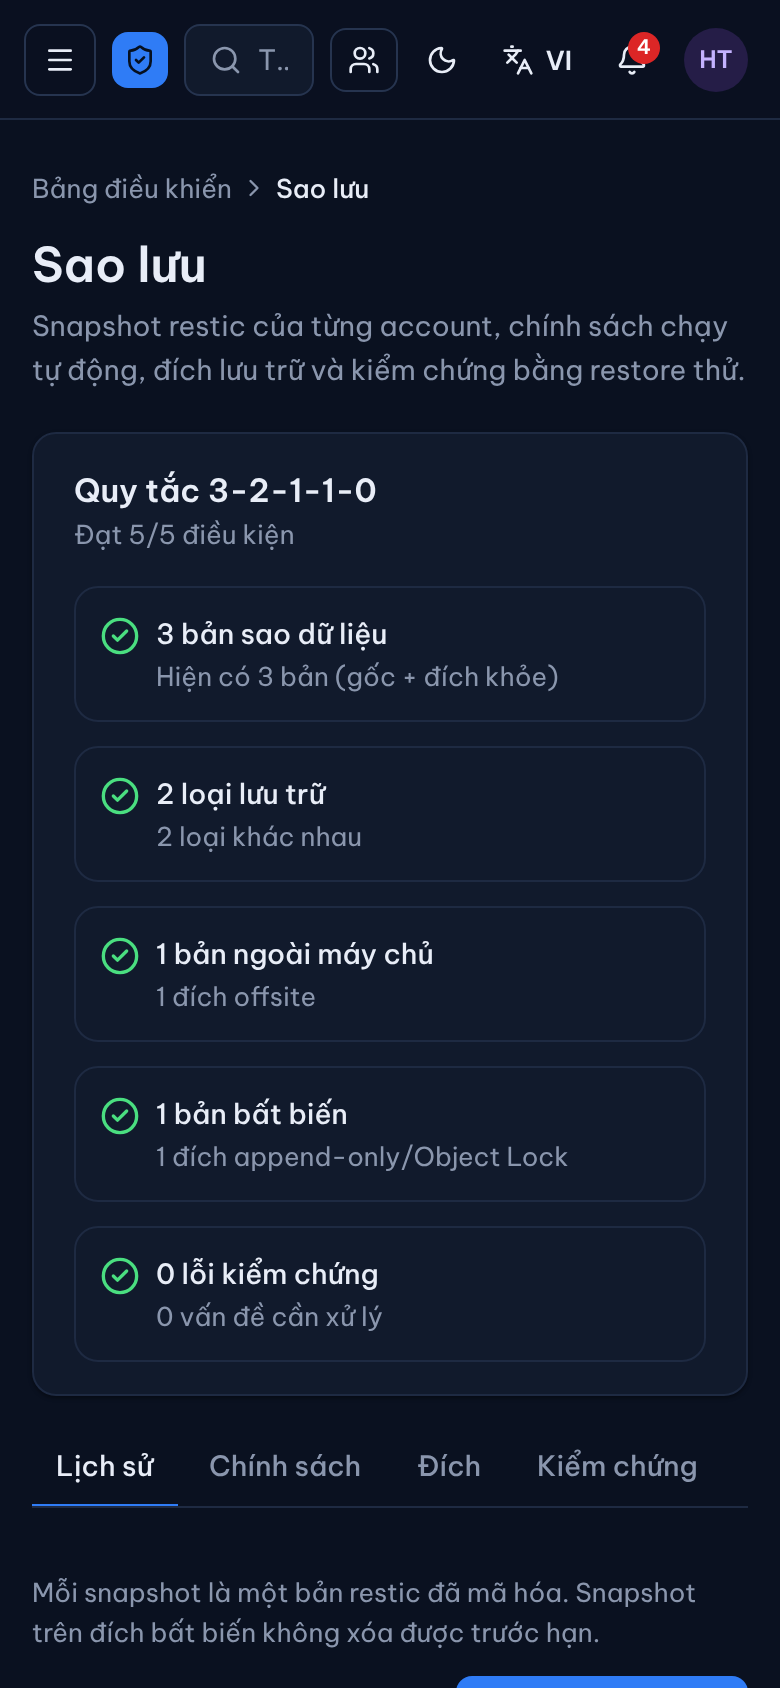 T..
VI
4
HT
Bảng điều khiển > Sao lưu
Sao lưu
Snapshot restic của từng account, chính sách chạy
tự động, đích lưu trữ và kiểm chứng bằng restore thử.
Quy tắc 3-2-1-1-0
Đạt 5/5 điều kiện
3 bản sao dữ liệu
Hiện có 3 bản (gốc + đích khỏe)
2 loại lưu trữ
2 loại khác nhau
1 bản ngoài máy chủ
1 đích offsite
1 bản bất biến
1 đích append-only/Object Lock
0 lỗi kiểm chứng
0 vấn đề cần xử lý
Lịch sử
Chính sách
Đích
Kiểm chứng
Mỗi snapshot là một bản restic đã mã hóa. Snapshot
trên đích bất biến không xóa được trước hạn.